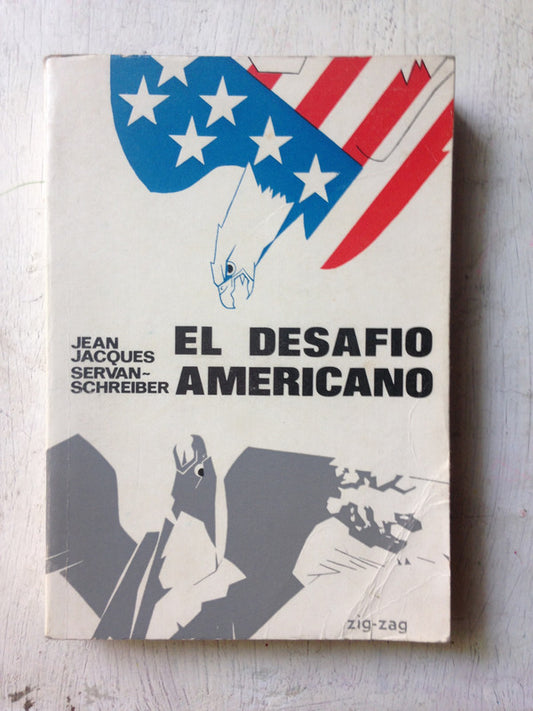 JEAN
JACQUES
SERVAN~
SCHREIBER
EL DESAFIO
AMERICANO
zig-zag